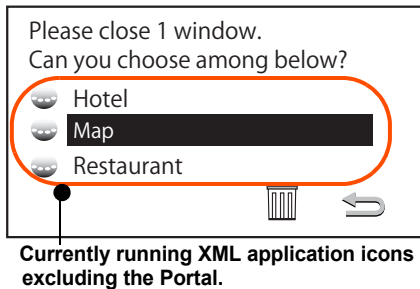 Please close 1 window.
Can you choose among below?
Hotel
Map
Restaurant
Currently running XML application icons
excluding the Portal.